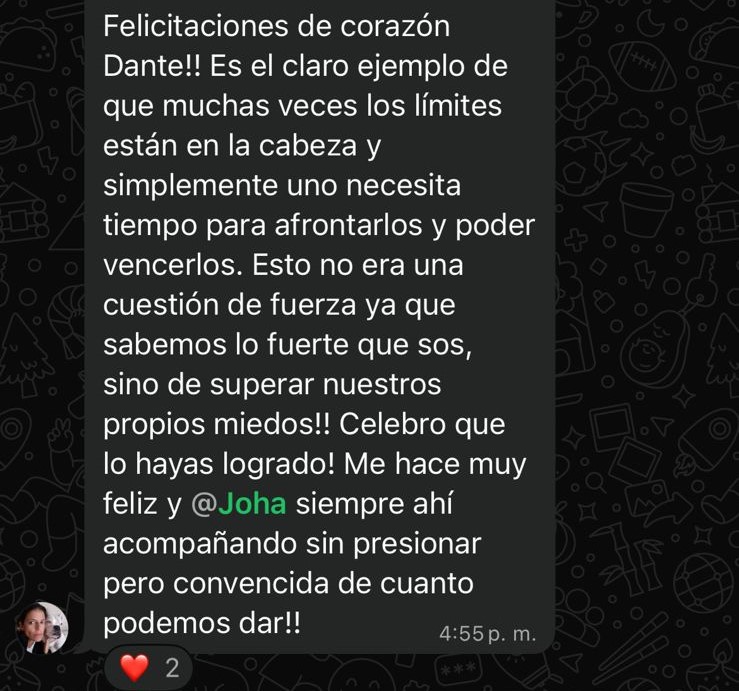 Felicitaciones de corazón
Dante!! Es el claro ejemplo de
que muchas veces los límites
están en la cabeza y
simplemente uno necesita
tiempo para afrontarlos y poder
vencerlos. Esto no era una
cuestión de fuerza ya que
sabemos lo fuerte que sos,
sino de superar nuestros
propios miedos!! Celebro que
lo hayas logrado! Me hace muy
feliz y @Joha siempre ahí
acompañando sin presionar
pero convencida de cuanto
podemos dar!!
4:55 p. m.
❤️ 2